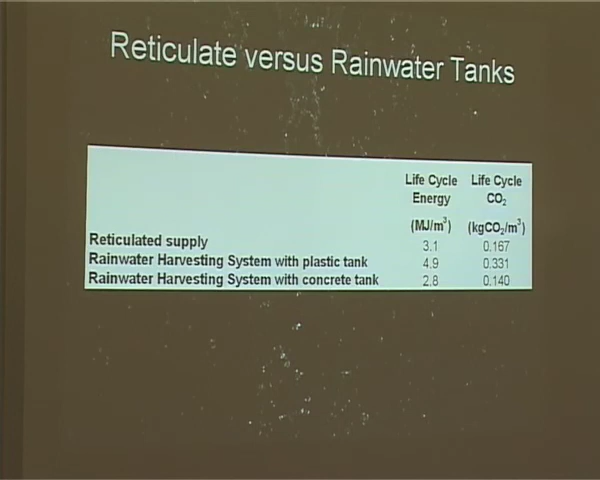 Reticulate versus Rainwater Tanks
Life Cycle Energy (MJ/m³) Life Cycle CO₂ (kgCO₂/m³)
Reticulated supply 3.1 0.167
Rainwater Harvesting System with plastic tank 4.9 0.331
Rainwater Harvesting System with concrete tank 2.8 0.140